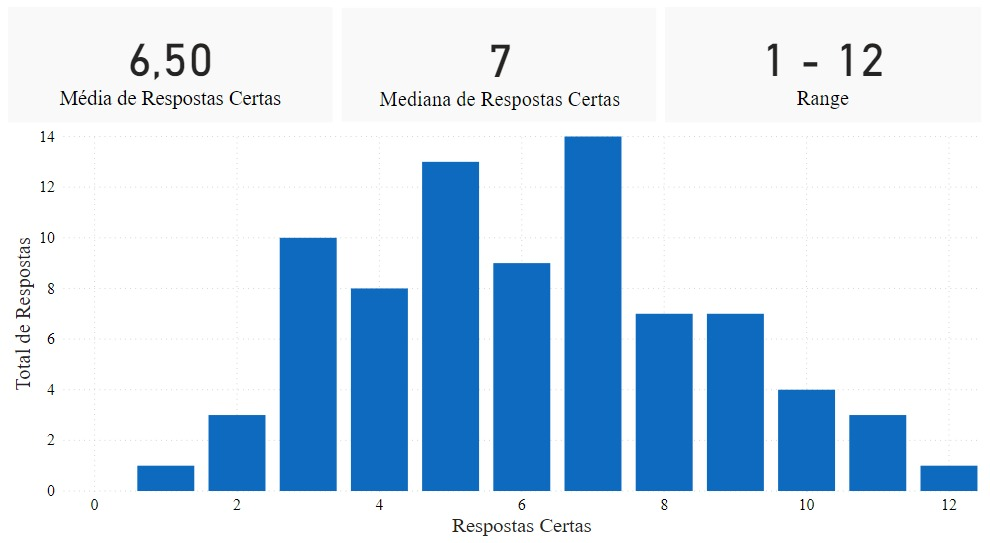 6,50
Média de Respostas Certas
7
Mediana de Respostas Certas
1 - 12
Range
Total de Respostas
14
12
10
8
6
4
2
0
0 2 4 6 8 10 12
Respostas Certas